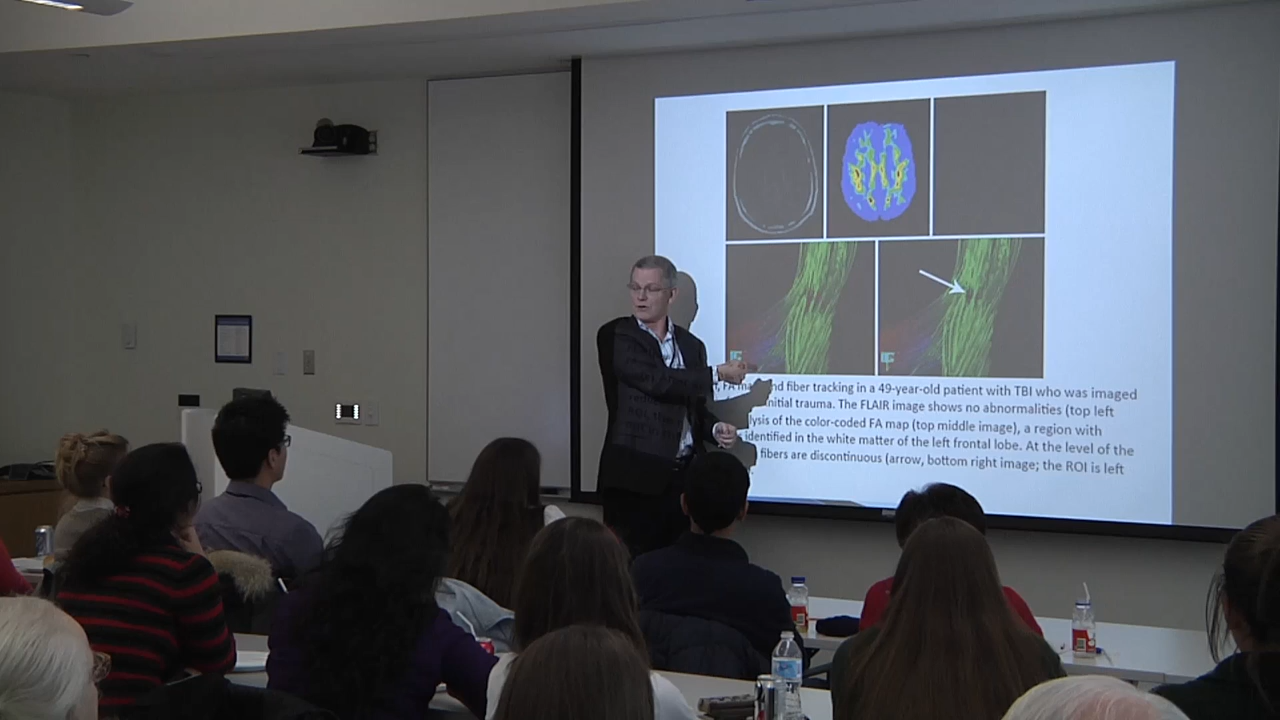 , FA map and fiber tracking in a 49-year-old patient with TBI who was imaged
initial trauma. The FLAIR image shows no abnormalities (top left
analysis of the color-coded FA map (top middle image), a region with
identified in the white matter of the left frontal lobe. At the level of the
fibers are discontinuous (arrow, bottom right image; the ROI is left